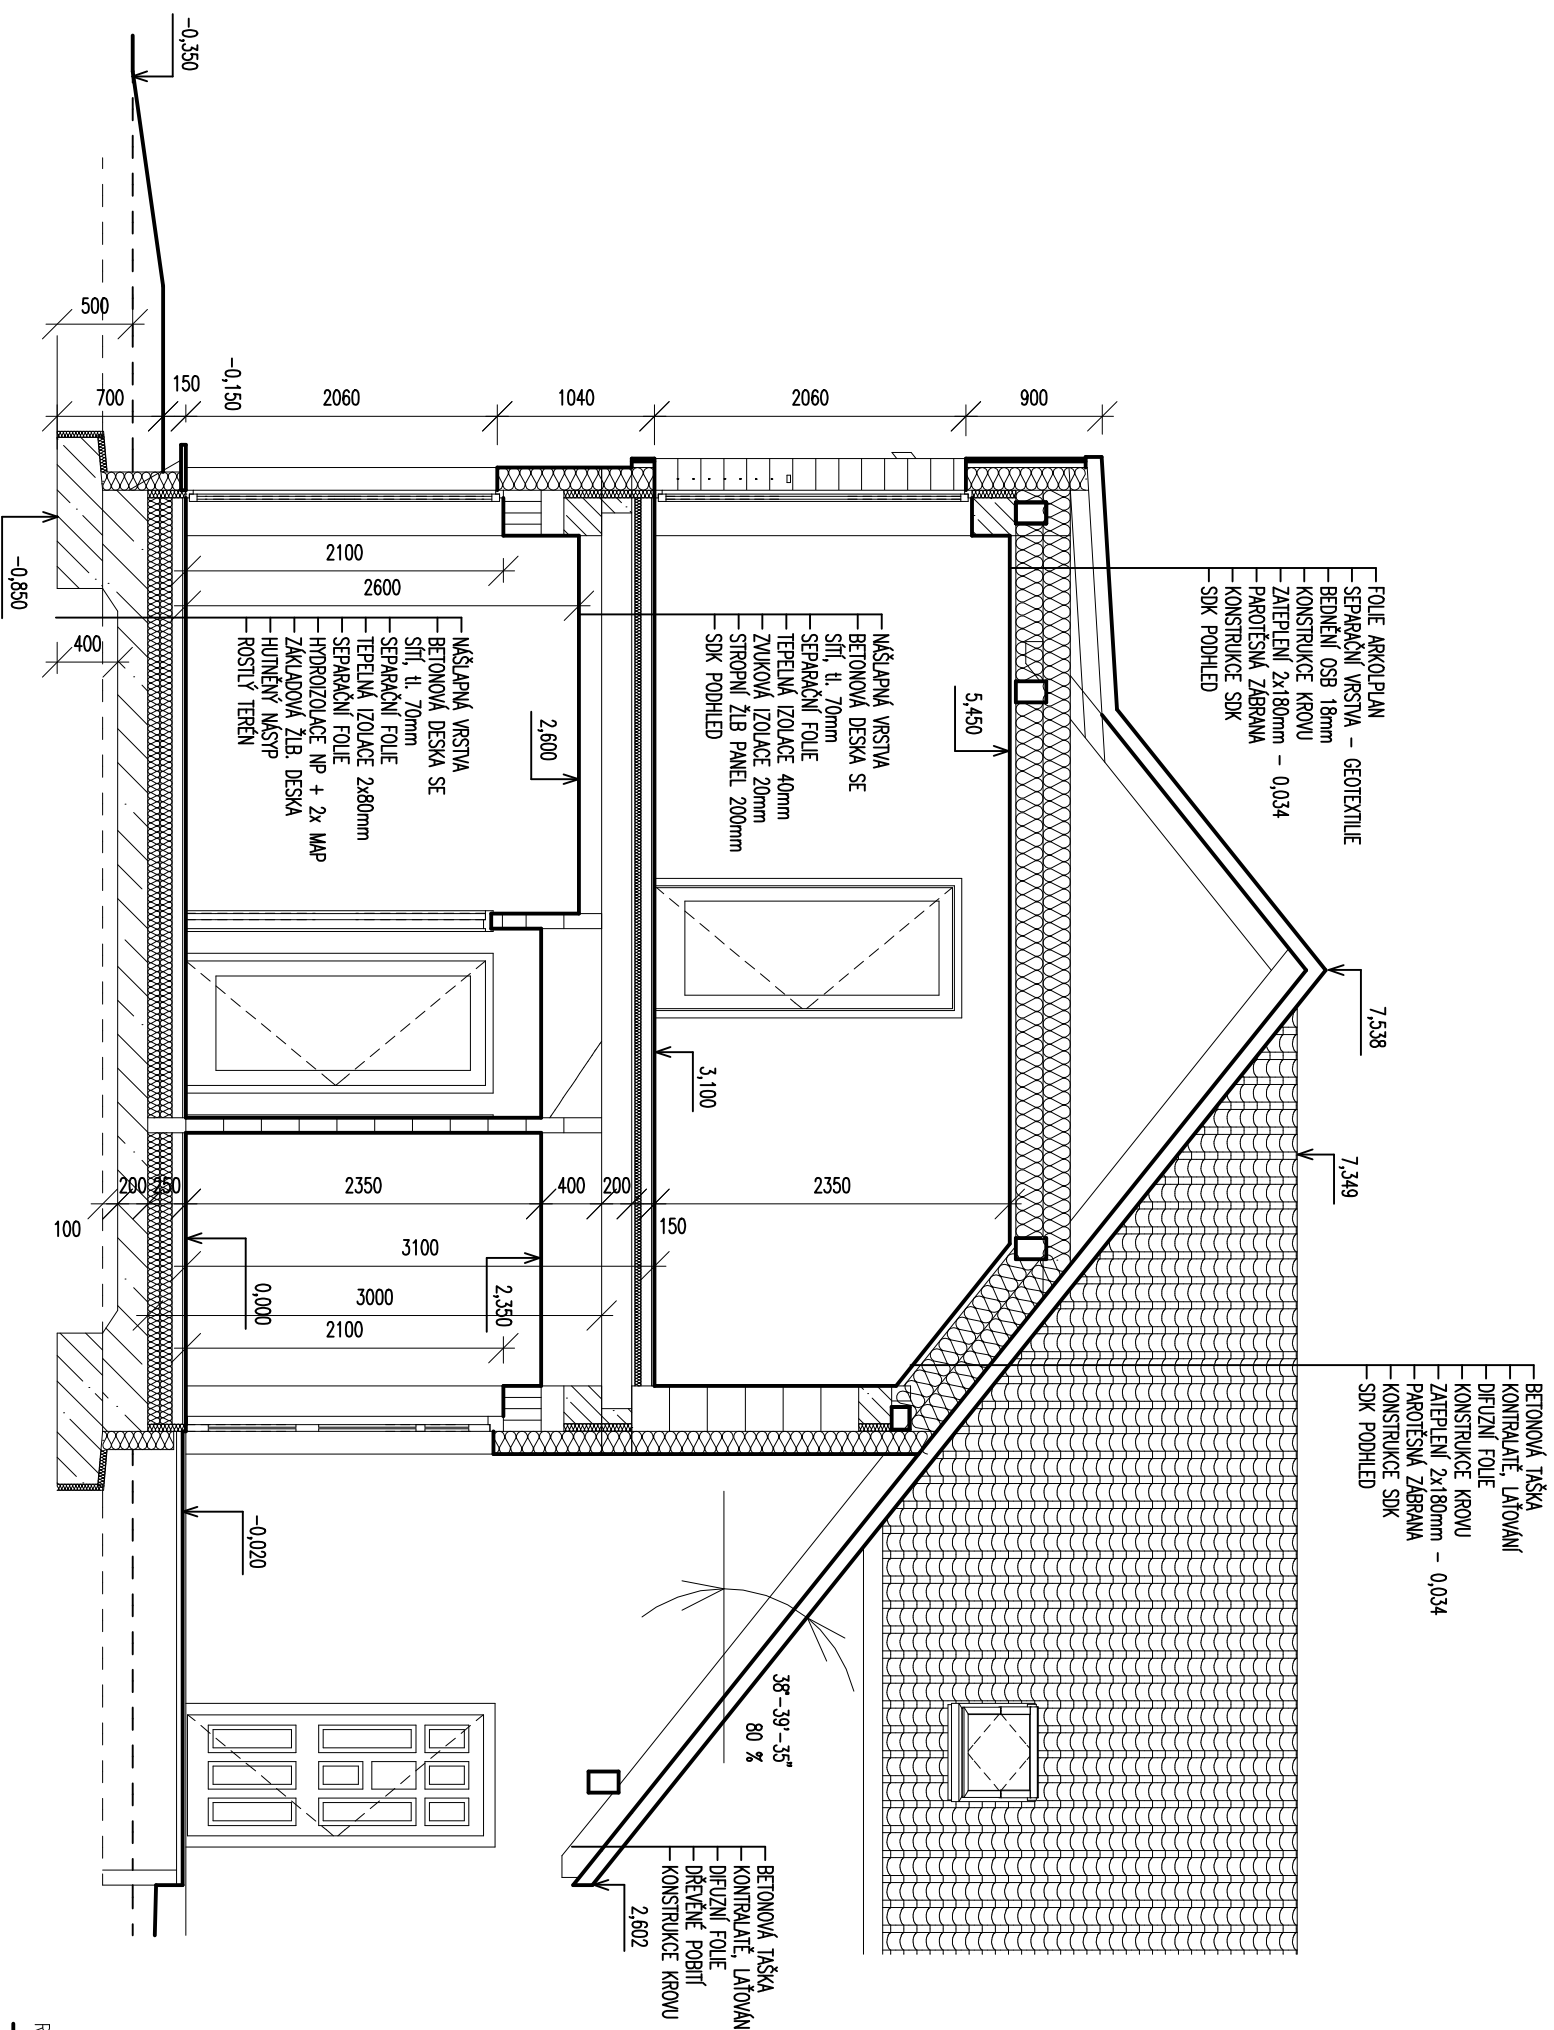 BETONOVÁ TAŠKA
KONTRALATĚ, LAŤOVÁNÍ
DIFUZNÍ FOLIE
KONSTRUKCE KROVU
ZATEPLENÍ 2x180mm - 0,034
PAROTĚSNÁ ZÁBRANA
KONSTRUKCE SDK
SDK PODHLED
FOLIE ARKOLPLAN
SEPARAČNÍ VRSTVA - GEOTEXTILIE
BEDNĚNÍ OSB 18mm
KONSTRUKCE KROVU
ZATEPLENÍ 2x180mm - 0,034
PAROTĚSNÁ ZÁBRANA
KONSTRUKCE SDK
SDK PODHLED
7,538
7,349
5,450
3,100
NÁŠLAPNÁ VRSTVA
BETONOVÁ DESKA SE
SÍTÍ, tl. 70mm
SEPARAČNÍ FOLIE
TEPELNÁ IZOLACE 40mm
ZVUKOVÁ IZOLACE 20mm
STROPNÍ ŽLB PANEL 200mm
SDK PODHLED
38°-39'-35"
80 %
BETONOVÁ TAŠKA
KONTRALATĚ, LAŤOVÁN
DIFUZNÍ FOLIE
DŘEVĚNÉ POBITÍ
KONSTRUKCE KROVU
2,602
2,600
2,350
NÁŠLAPNÁ VRSTVA
BETONOVÁ DESKA SE
SÍTÍ, tl. 70mm
SEPARAČNÍ FOLIE
TEPELNÁ IZOLACE 2x80mm
SEPARAČNÍ FOLIE
HYDROIZOLACE NP + 2x MAP
ZÁKLADOVÁ ŽLB. DESKA
HUTNĚNÝ NÁSYP
ROSTLÝ TERÉN
0,000
-0,020
-0,150
-0,350
-0,850
500
700
150
2060
1040
2060
900
2100
2600
400
100
200
250
2350
400
200
150
2350
3100
3000
2100